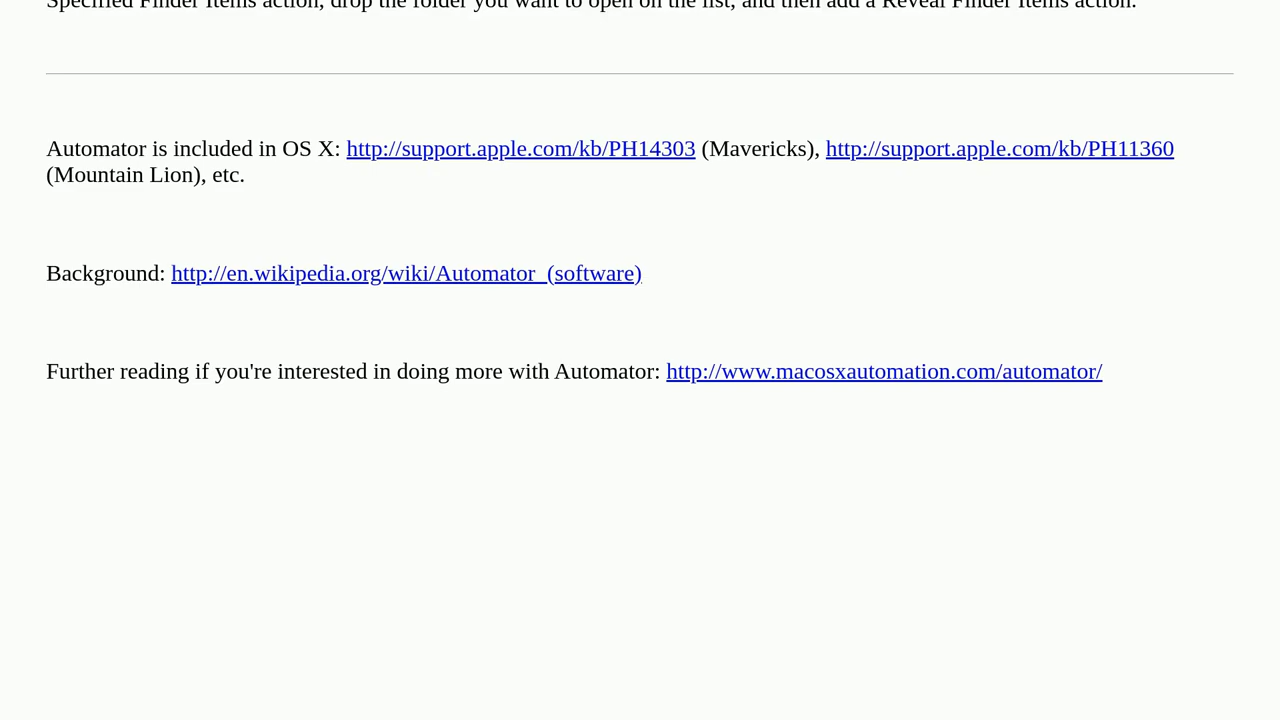 Specified Finder Items action, drop the folder you want to open on the list, and then add a Reveal Finder Items action.
Automator is included in OS X: http://support.apple.com/kb/PH14303 (Mavericks), http://support.apple.com/kb/PH11360
(Mountain Lion), etc.
Background: http://en.wikipedia.org/wiki/Automator_(software)
Further reading if you're interested in doing more with Automator: http://www.macosxautomation.com/automator/